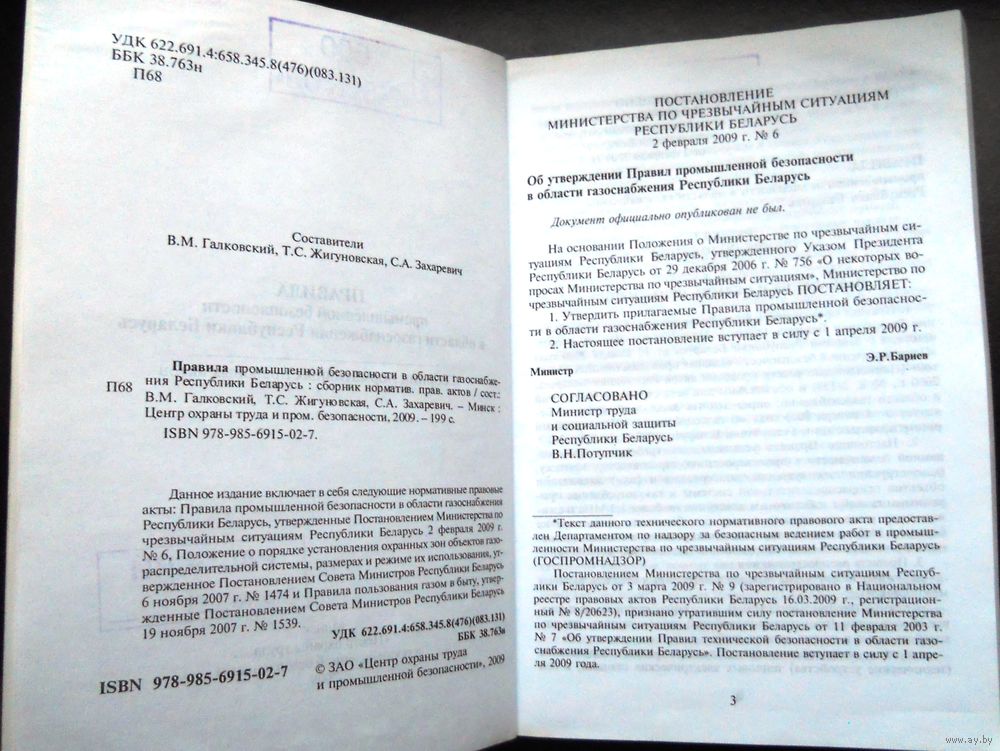 УДК 622.691.4:658.345.8(476)(083.131)
ББК 38.763н
П68
Составители
В.М. Галковский, Т.С. Жигуновская, С.А. Захаревич
Правила промышленной безопасности в области газоснабже-
П68 ния Республики Беларусь : сборник норматив. прав. актов / сост.:
В.М. Галковский, Т.С. Жигуновская, С.А. Захаревич. – Минск :
Центр охраны труда и пром. безопасности, 2009. – 199 с.
ISBN 978-985-6915-02-7.
Данное издание включает в себя следующие нормативные правовые
акты: Правила промышленной безопасности в области газоснабжения
Республики Беларусь, утвержденные Постановлением Министерства по
чрезвычайным ситуациям Республики Беларусь 2 февраля 2009 г.
№ 6, Положение о порядке установления охранных зон объектов газо-
распределительной системы, размерах и режиме их использования, ут-
вержденное Постановлением Совета Министров Республики Беларусь
6 ноября 2007 г. № 1474 и Правила пользования газом в быту, утвер-
жденные Постановлением Совета Министров Республики Беларусь
19 ноября 2007 г. № 1539.
УДК 622.691.4:658.345.8(476)(083.131)
ББК 38.763н
ISBN 978-985-6915-02-7
© ЗАО «Центр охраны труда
и промышленной безопасности», 2009
ПОСТАНОВЛЕНИЕ
МИНИСТЕРСТВА ПО ЧРЕЗВЫЧАЙНЫМ СИТУАЦИЯМ
РЕСПУБЛИКИ БЕЛАРУСЬ
2 февраля 2009 г. № 6
Об утверждении Правил промышленной безопасности
в области газоснабжения Республики Беларусь
Документ официально опубликован не был.
На основании Положения о Министерстве по чрезвычайным си-
туациям Республики Беларусь, утвержденного Указом Президента
Республики Беларусь от 29 декабря 2006 г. № 756 «О некоторых во-
просах Министерства по чрезвычайным ситуациям», Министерство по
чрезвычайным ситуациям Республики Беларусь ПОСТАНОВЛЯЕТ:
1. Утвердить прилагаемые Правила промышленной безопаснос-
ти в области газоснабжения Республики Беларусь*.
2. Настоящее постановление вступает в силу с 1 апреля 2009 г.
Министр Э.Р.Бариев
СОГЛАСОВАНО
Министр труда
и социальной защиты
Республики Беларусь
В.Н.Потупчик
*Текст данного технического нормативного правового акта предостав-
лен Департаментом по надзору за безопасным ведением работ в промыш-
ленности Министерства по чрезвычайным ситуациям Республики Беларусь
(ГОСПРОМНАДЗОР)
Постановлением Министерства по чрезвычайным ситуациям Респуб-
лики Беларусь от 3 марта 2009 г. № 9 (зарегистрировано в Национальном
реестре правовых актов Республики Беларусь 16.03.2009 г., регистрацион-
ный № 8/20623), признано утратившим силу постановление Министерства
по чрезвычайным ситуациям Республики Беларусь от 11 февраля 2003 г.
№ 7 «Об утверждении Правил технической безопасности в области газо-
снабжения Республики Беларусь». Постановление вступает в силу с 1 апре-
ля 2009 года.
3
www.ay.by